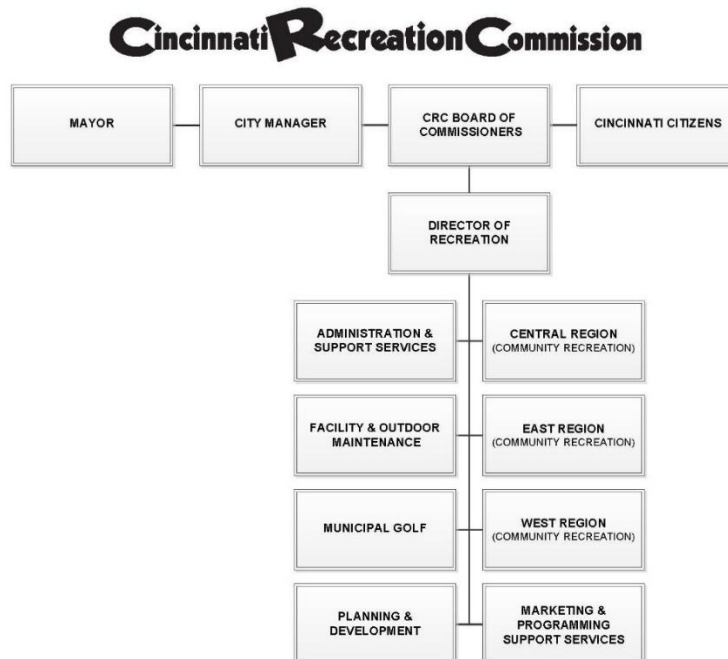 Cincinnati Recreation Commission
MAYOR
CITY MANAGER
CRC BOARD OF
COMMISSIONERS
CINCINNATI CITIZENS
DIRECTOR OF
RECREATION
ADMINISTRATION &
SUPPORT SERVICES
CENTRAL REGION
(COMMUNITY RECREATION)
FACILITY & OUTDOOR
MAINTENANCE
EAST REGION
(COMMUNITY RECREATION)
MUNICIPAL GOLF
WEST REGION
(COMMUNITY RECREATION)
PLANNING &
DEVELOPMENT
MARKETING &
PROGRAMMING
SUPPORT SERVICES